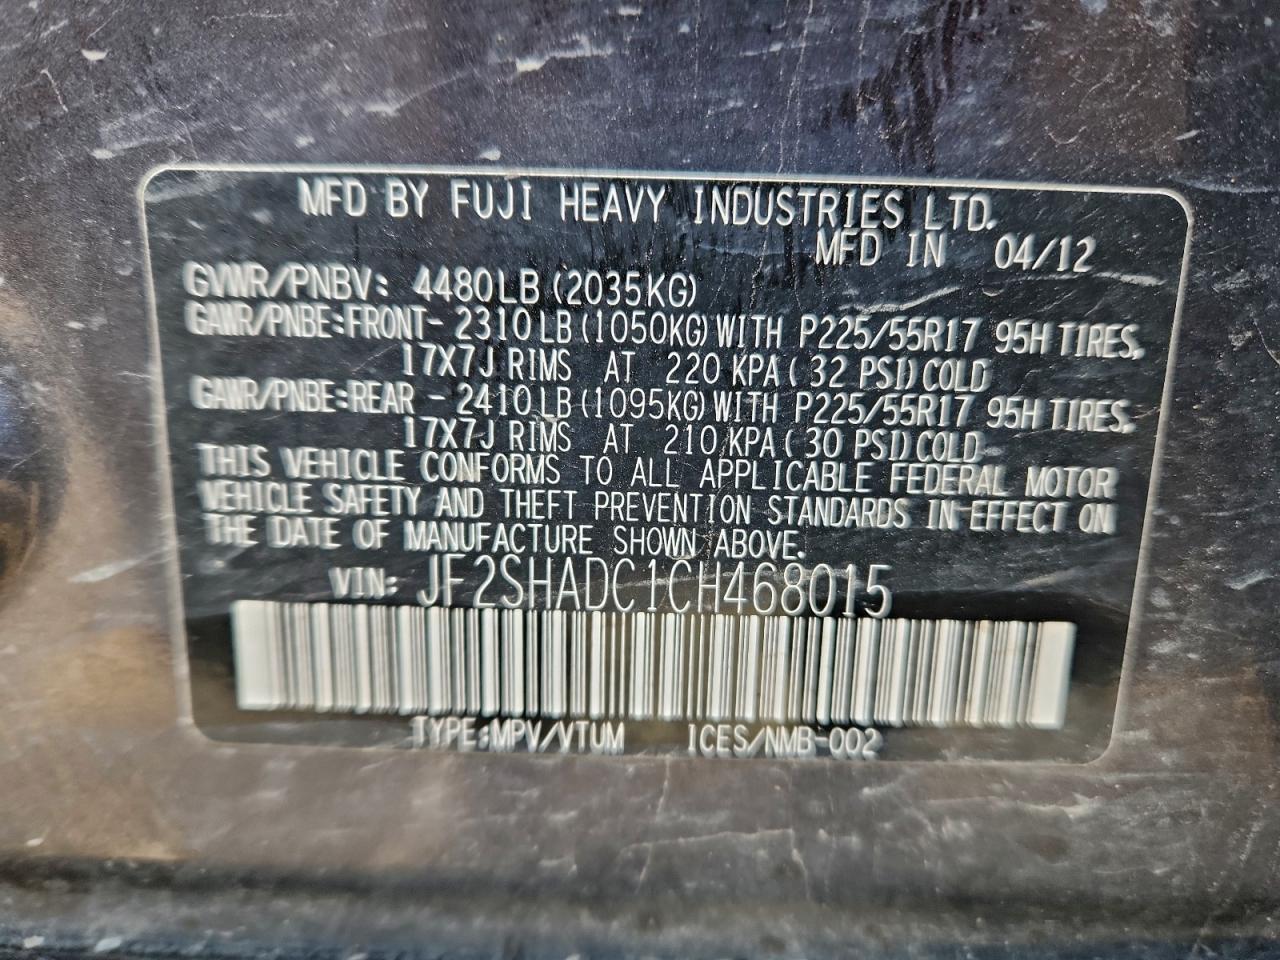 MFD BY FUJI HEAVY INDUSTRIES LTD.
MFD IN 04/12
GVWR/PNBV: 4480LB (2035KG)
GAWR/PNBE:FRONT- 2310LB (1050KG) WITH P225/55R17 95H TIRES,
17X7J RIMS AT 220 KPA ( 32 PSI) COLD
GAWR/PNBE:REAR - 2410LB (1095KG) WITH P225/55R17 95H TIRES,
17X7J RIMS AT 210 KPA ( 30 PSI) COLD
THIS VEHICLE CONFORMS TO ALL APPLICABLE FEDERAL MOTOR
VEHICLE SAFETY AND THEFT PREVENTION STANDARDS IN EFFECT ON
THE DATE OF MANUFACTURE SHOWN ABOVE.
VIN: JF2SHADC1CH468015
TYPE:MPV/VTUM ICES/NMB-002